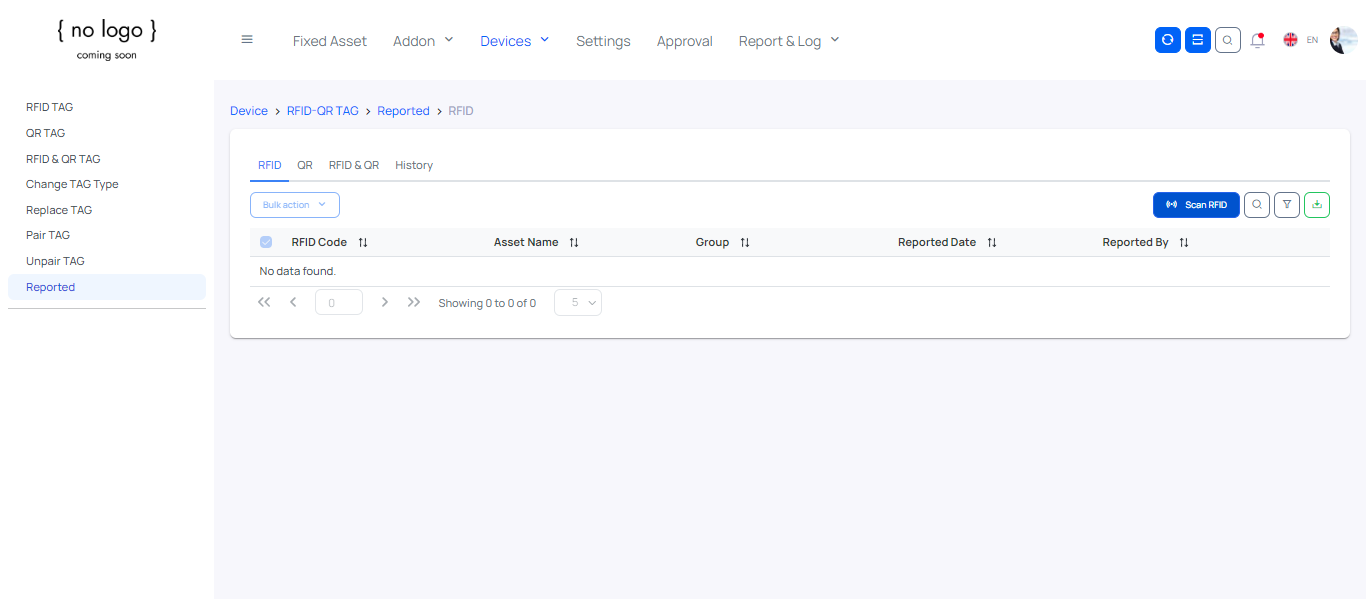 { no logo }
coming soon
Fixed Asset Addon Devices Settings Approval Report & Log EN
RFID TAG
QR TAG
RFID & QR TAG
Change TAG Type
Replace TAG
Pair TAG
Unpair TAG
Reported
Device > RFID-QR TAG > Reported > RFID
RFID QR RFID & QR History
Bulk action Scan RFID
RFID Code Asset Name Group Reported Date Reported By
No data found.
0 Showing 0 to 0 of 0 5